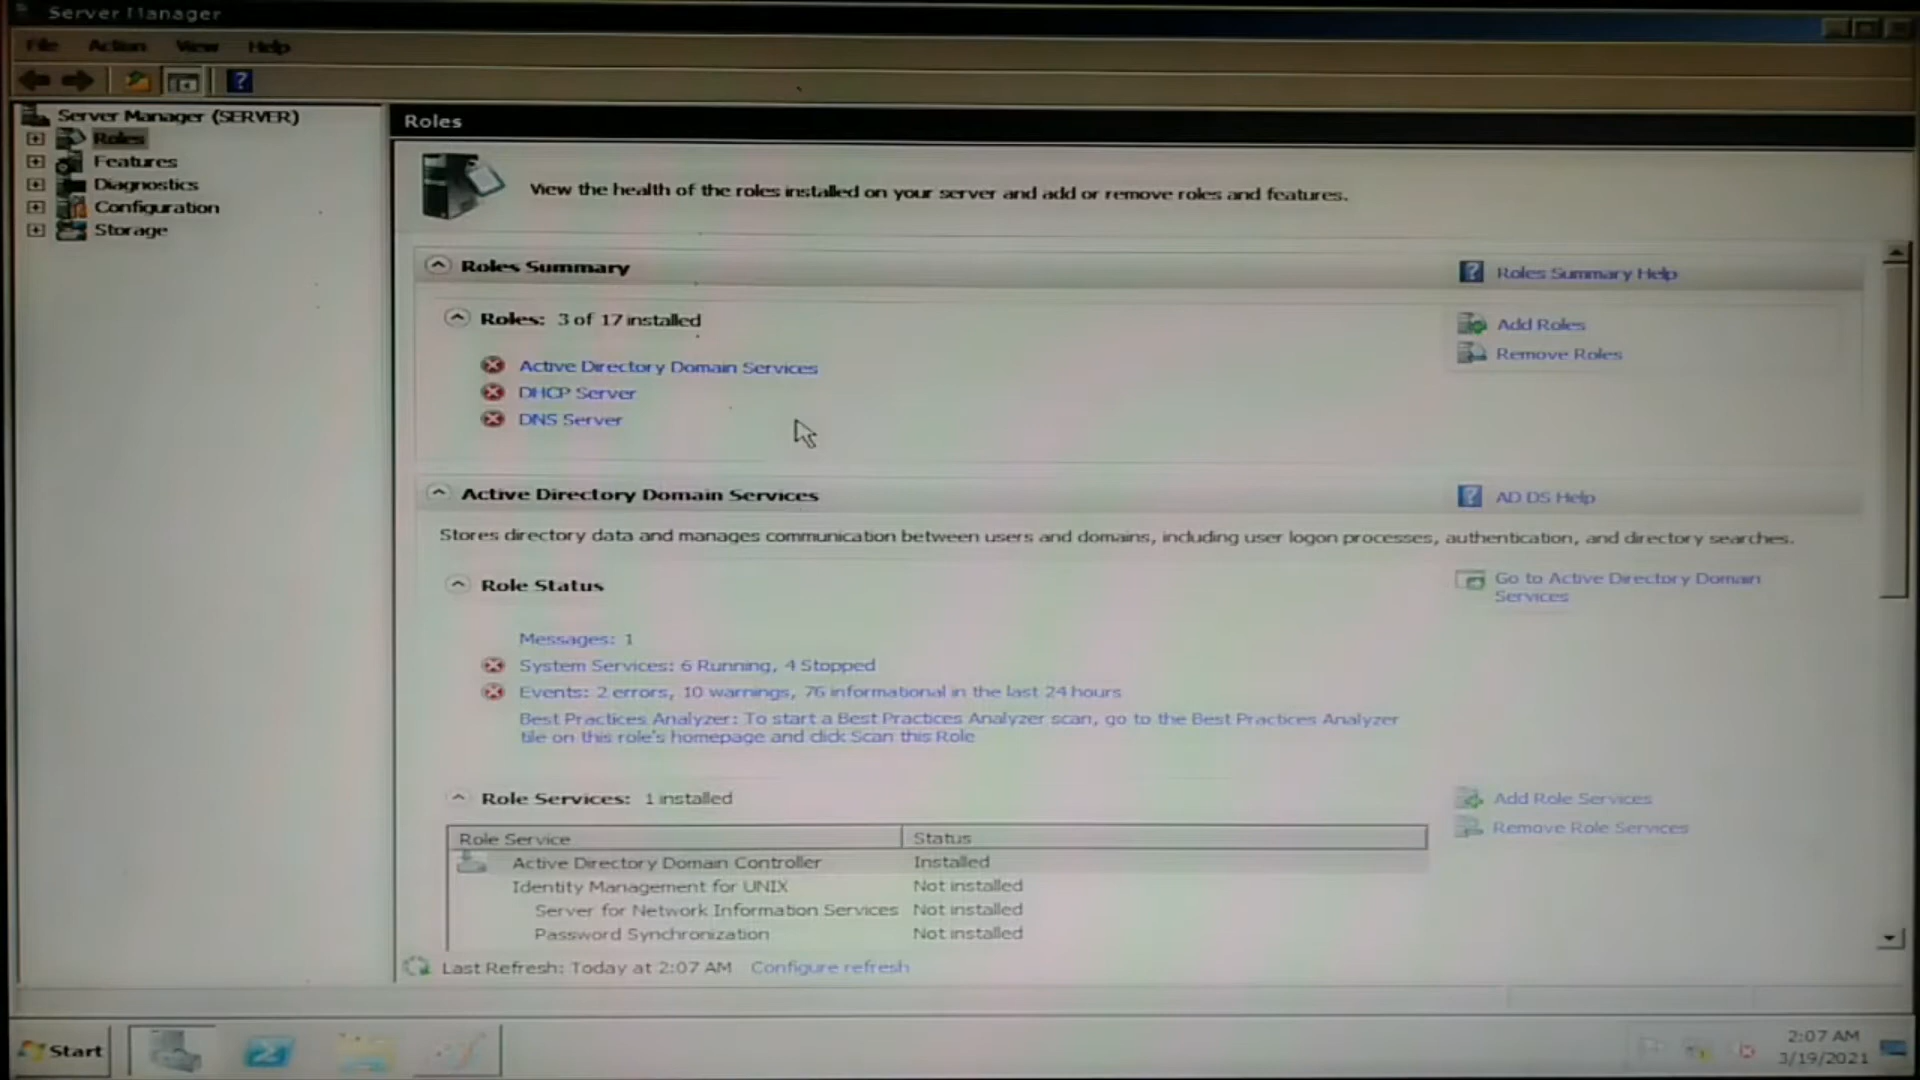 Server Manager
File Action View Help
Server Manager (SERVER)
Roles
Features
Diagnostics
Configuration
Storage
Roles
View the health of the roles installed on your server and add or remove roles and features.
Roles Summary
Roles Summary Help
Roles: 3 of 17 installed
Add Roles
Remove Roles
Active Directory Domain Services
DHCP Server
DNS Server
Active Directory Domain Services
AD DS Help
Stores directory data and manages communication between users and domains, including user logon processes, authentication, and directory searches.
Role Status
Go to Active Directory Domain
Services
Messages: 1
System Services: 6 Running, 4 Stopped
Events: 2 errors, 10 warnings, 76 informational in the last 24 hours
Best Practices Analyzer: To start a Best Practices Analyzer scan, go to the Best Practices Analyzer
tile on this role's homepage and click Scan this Role
Role Services: 1 installed
Add Role Services
Remove Role Services
Role Service Status
Active Directory Domain Controller Installed
Identity Management for UNIX Not installed
Server for Network Information Services Not installed
Password Synchronization Not installed
Last Refresh: Today at 2:07 AM Configure refresh
Start
2:07 AM
3/19/2021